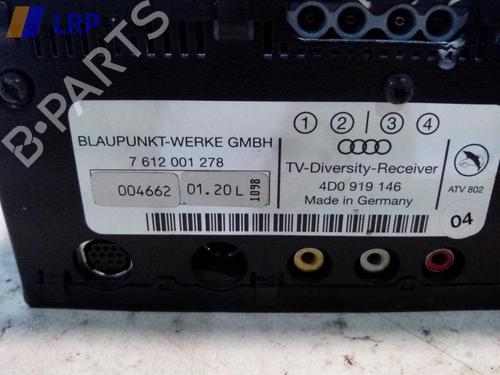 LRP
B-PARTS
BLAUPUNKT-WERKE GMBH
7 612 001 278
004662
01.20L
1098
1 2 | 3 4
TV-Diversity-Receiver
4D0 919 146
Made in Germany
ATV 802
04